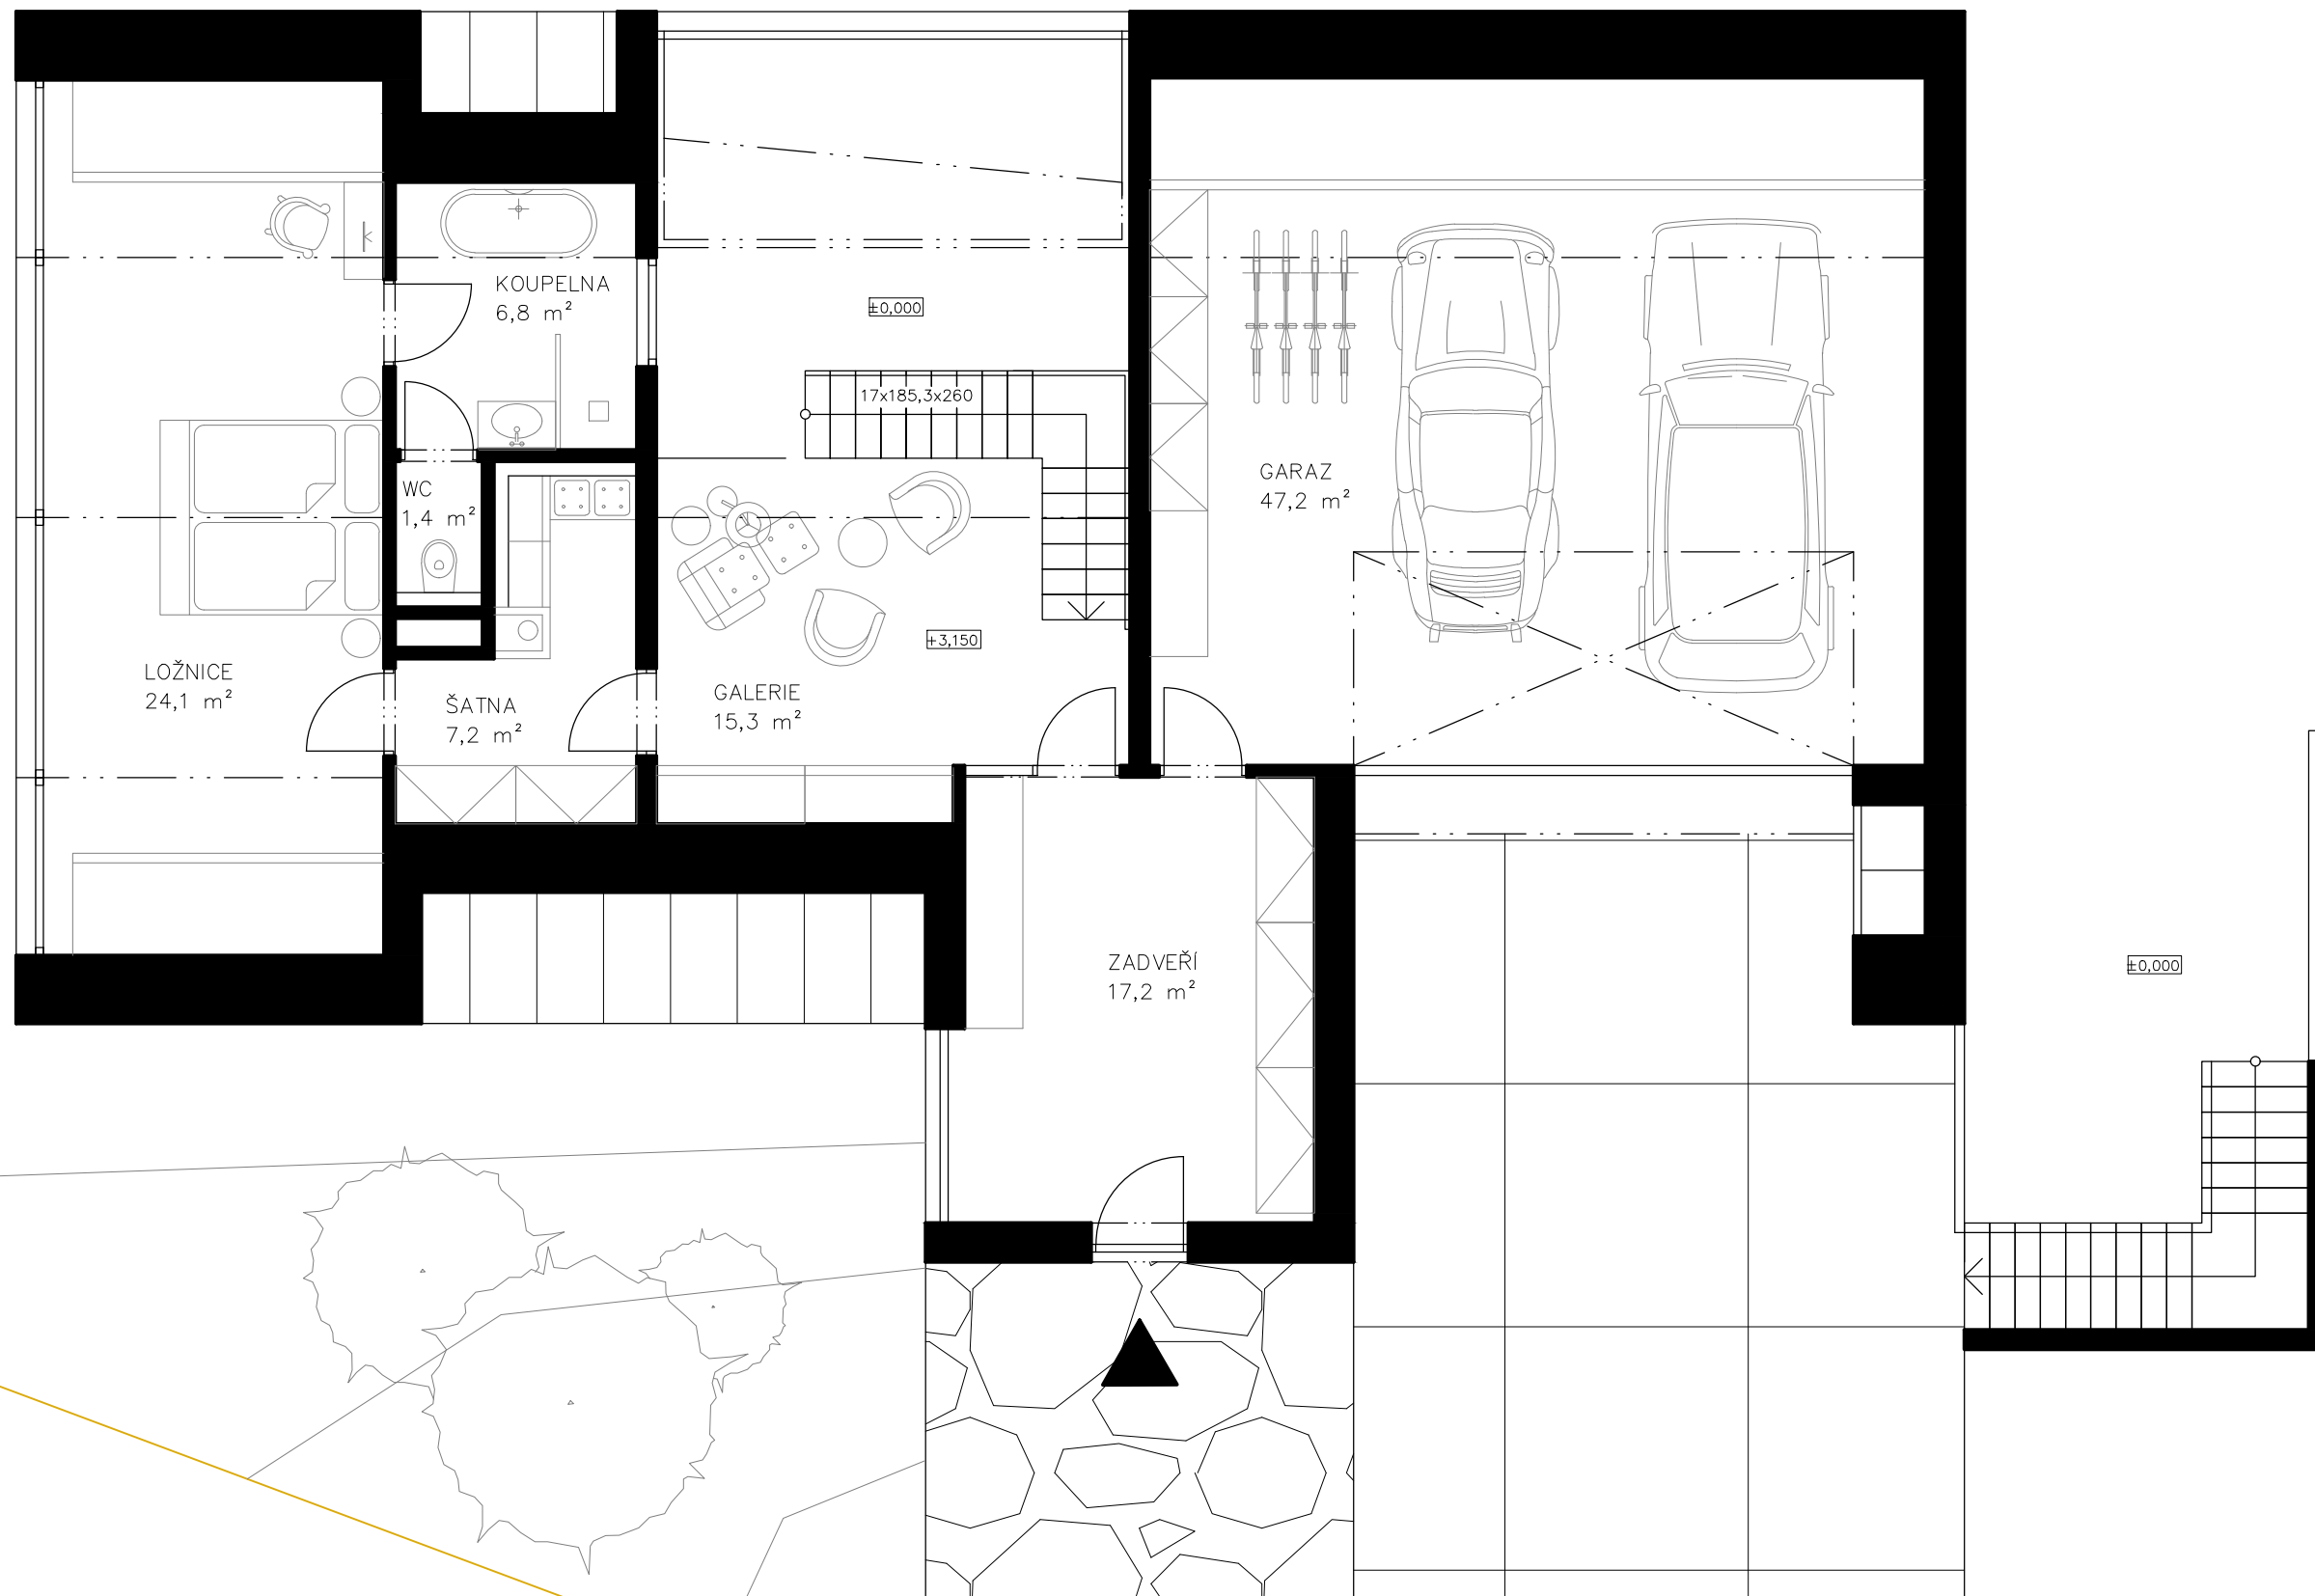 KOUPELNA
6,8 m²
±0,000
17x185,3x260
WC
1,4 m²
GARAZ
47,2 m²
+3,150
LOŽNICE
24,1 m²
ŠATNA
7,2 m²
GALERIE
15,3 m²
ZADVEŘÍ
17,2 m²
±0,000